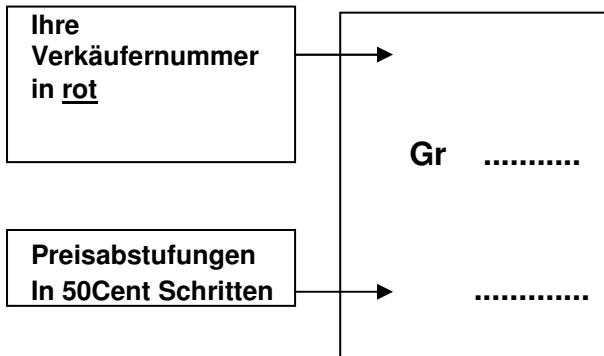 Ihre
Verkäufernummer
in rot
Gr ...........
Preisabstufungen
In 50Cent Schritten
.............